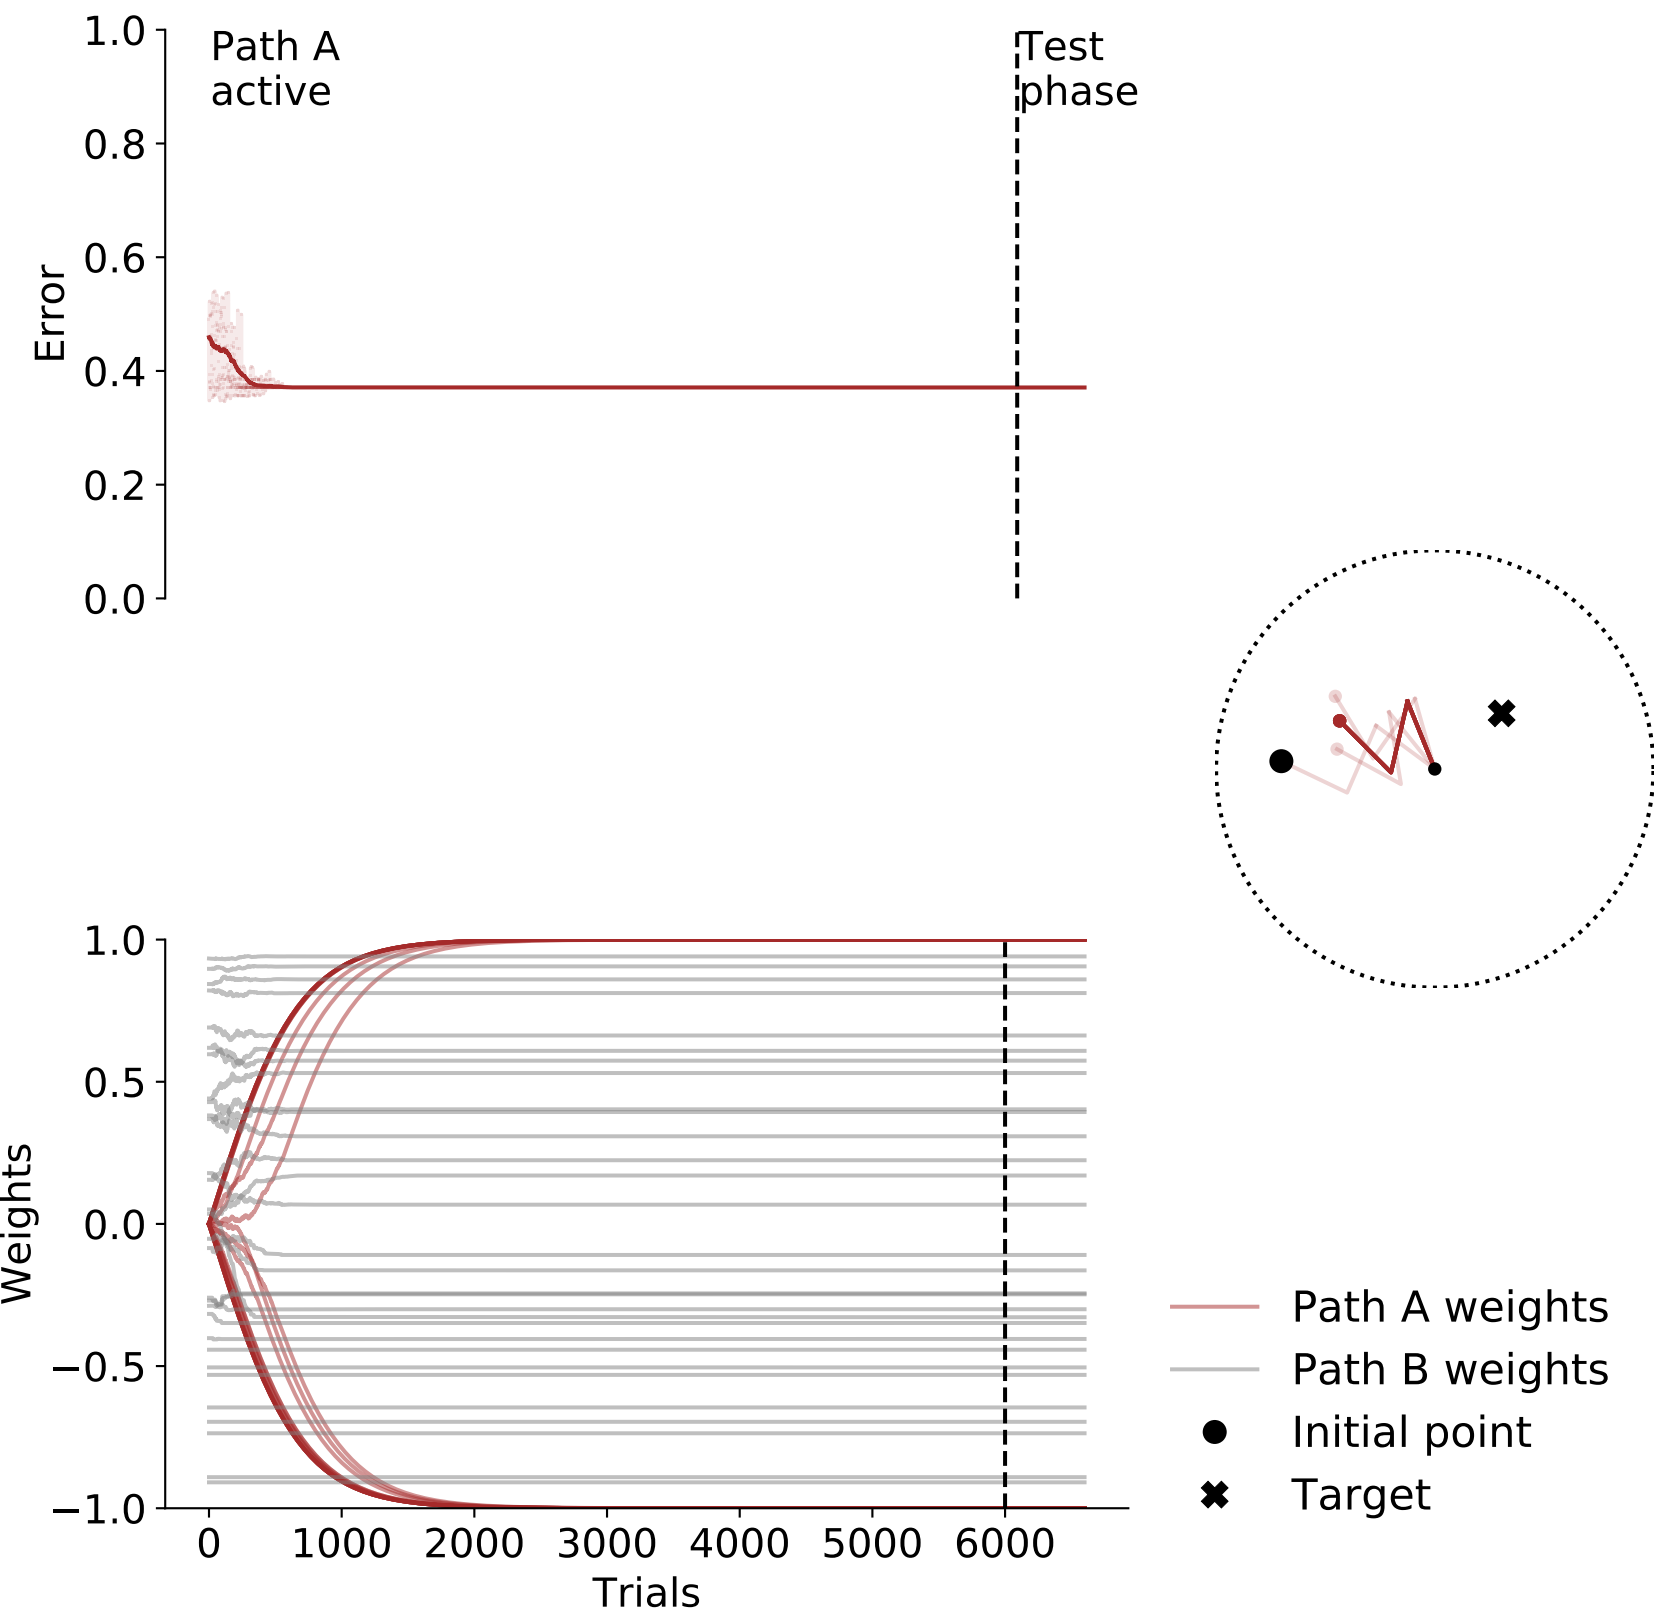 1.0
Path A
active
Test
phase
0.8
0.6
0.4
0.2
0.0
Error
1.0
0.5
0.0
−0.5
−1.0
Weights
0 1000 2000 3000 4000 5000 6000
Trials
Path A weights
Path B weights
Initial point
Target